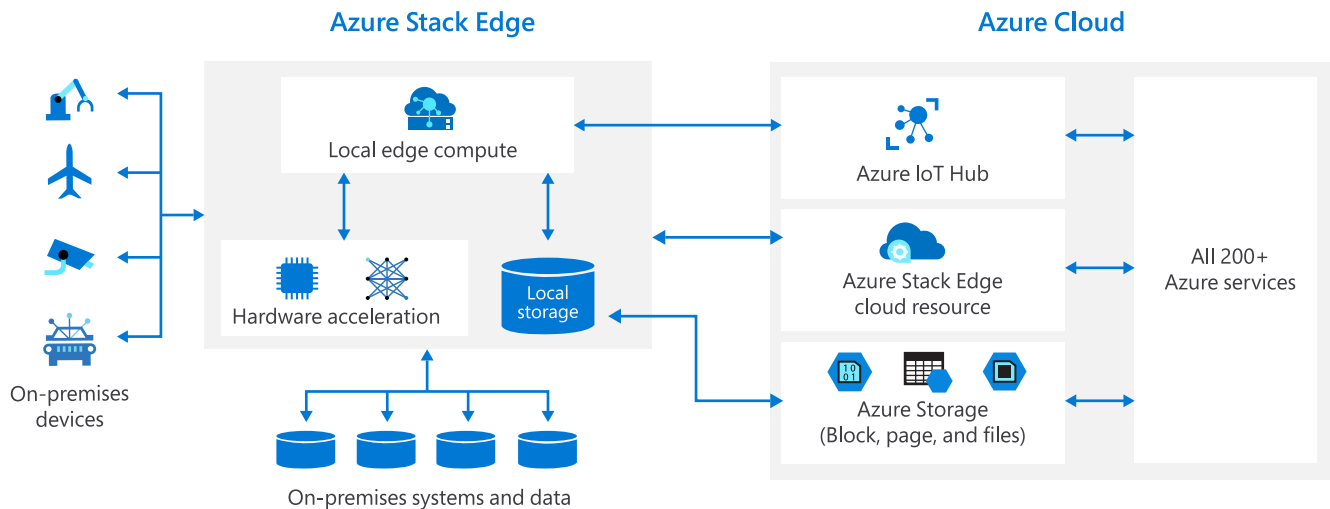 Azure Stack Edge
Azure Cloud
Local edge compute
Azure IoT Hub
Hardware acceleration
Local
storage
Azure Stack Edge
cloud resource
All 200+
Azure services
On-premises
devices
10
01
Azure Storage
(Block, page, and files)
On-premises systems and data